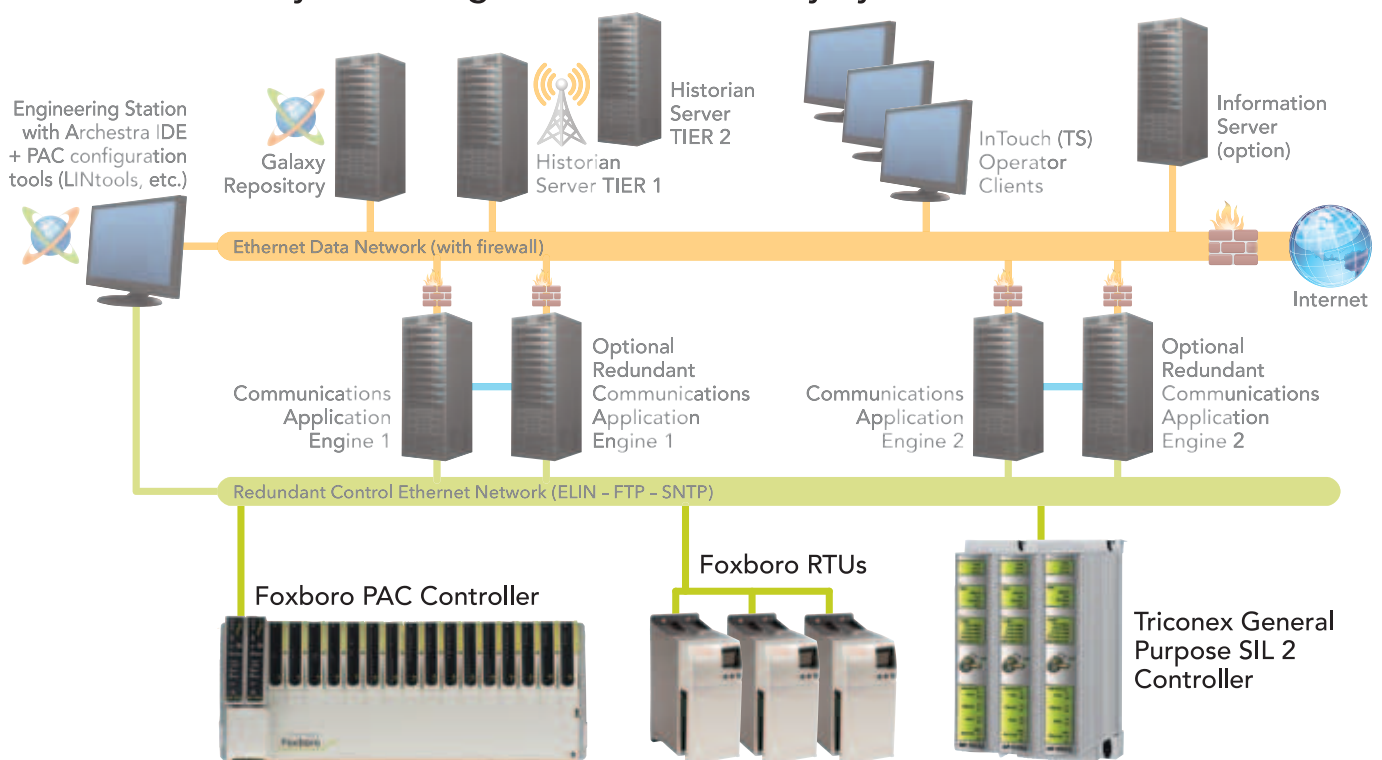 Engineering Station
with Archestra IDE
+ PAC configuration
tools (LINtools, etc.)
Galaxy
Repository
Historian
Server TIER 1
Historian
Server
TIER 2
InTouch (TS)
Operator
Clients
Information
Server
(option)
Ethernet Data Network (with firewall)
Internet
Communications
Application
Engine 1
Optional
Redundant
Communications
Application
Engine 1
Communications
Application
Engine 2
Optional
Redundant
Communications
Application
Engine 2
Redundant Control Ethernet Network (ELIN – FTP – SNTP)
Foxboro PAC Controller
Foxboro
Foxboro RTUs
Triconex General
Purpose SIL 2
Controller